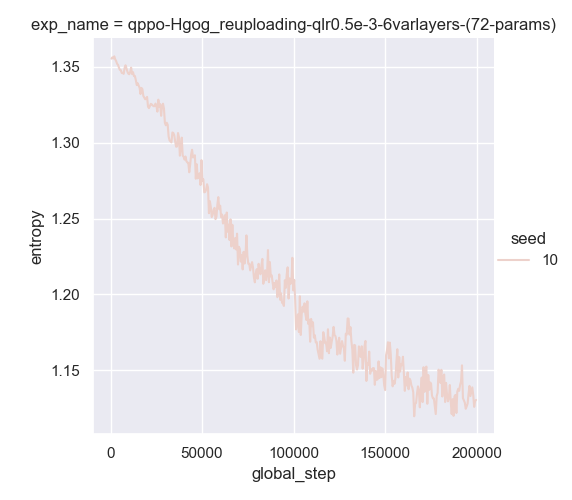 exp_name = qppo-Hgog_reuploading-qlr0.5e-3-6varlayers-(72-params)
1.35
1.30
1.25
1.20
1.15
entropy
0 50000 100000 150000 200000
global_step
seed
10